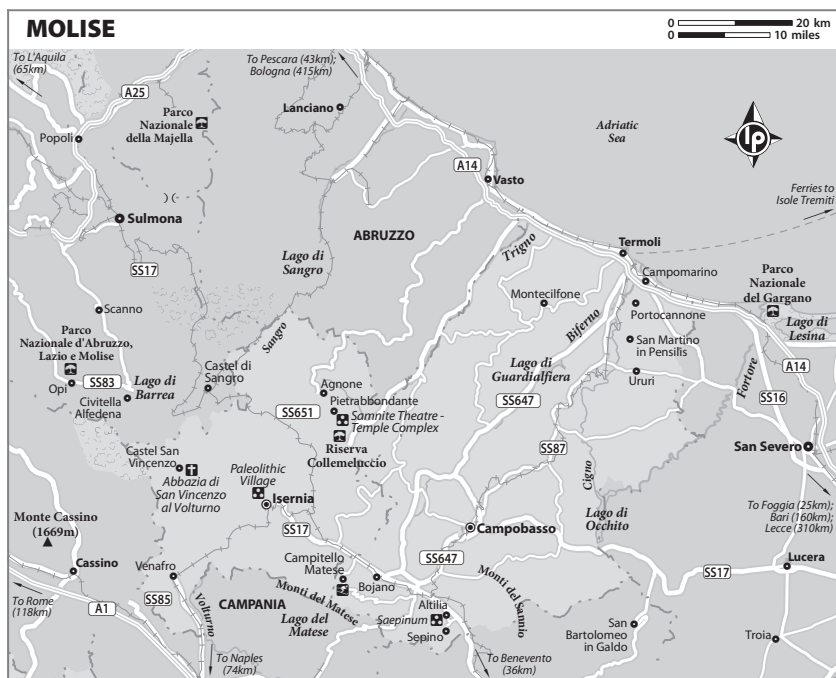 MOLISE
0 20 km
0 10 miles
To L'Aquila
(65km)
To Pescara (43km);
Bologna (415km)
A25
Parco
Nazionale
della Majella
Lanciano
Adriatic
Sea
lp
Popoli
A14
Vasto
Ferries to
Isole Tremiti
Sulmona
ABRUZZO
Trigno
Termoli
Lago di
Sangro
SS17
Campomarino
Parco
Nazionale
del Gargano
Scanno
Montecilfone
Portocannone
Biferno
Lago di
Lesina
Parco
Nazionale d'Abruzzo,
Lazio e Molise
Sangro
San Martino
in Pensilis
Castel di
Sangro
Lago di
Guardialfiera
A14
Opi
SS83
Lago di
Barrea
Agnone
Ururi
Fortore
Civitella
Alfedena
Pietrabbondante
SS647
SS16
SS651
Samnite Theatre -
Temple Complex
Riserva
Collemeluccio
SS87
San Severo
Castel San
Vincenzo
Paleolithic
Village
Cigno
Abbazia di
San Vincenzo
al Volturno
Isernia
To Foggia (25km);
Bari (160km);
Lecce (310km)
Monte Cassino
(1669m)
SS17
Campobasso
Lago di
Occhito
Cassino
Venafro
Campitello
Matese
SS647
Lucera
SS17
Bojano
To Rome
(118km)
A1
SS85
Volturno
CAMPANIA
Monti del Matese
Monti del Sannio
Lago del
Matese
Altilia
Saepinum
Sepino
San
Bartolomeo
in Galdo
Troia
To Naples
(74km)
To Benevento
(36km)